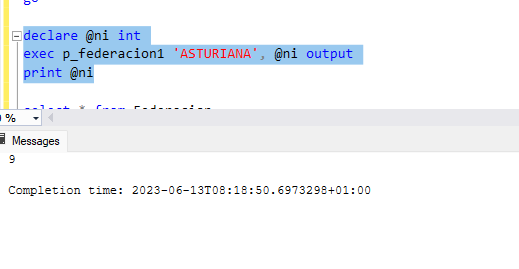 declare @ni int
exec p_federacion1 'ASTURIANA', @ni output
print @ni
select * from Federacion
%
Messages
9
Completion time: 2023-06-13T08:18:50.6973298+01:00